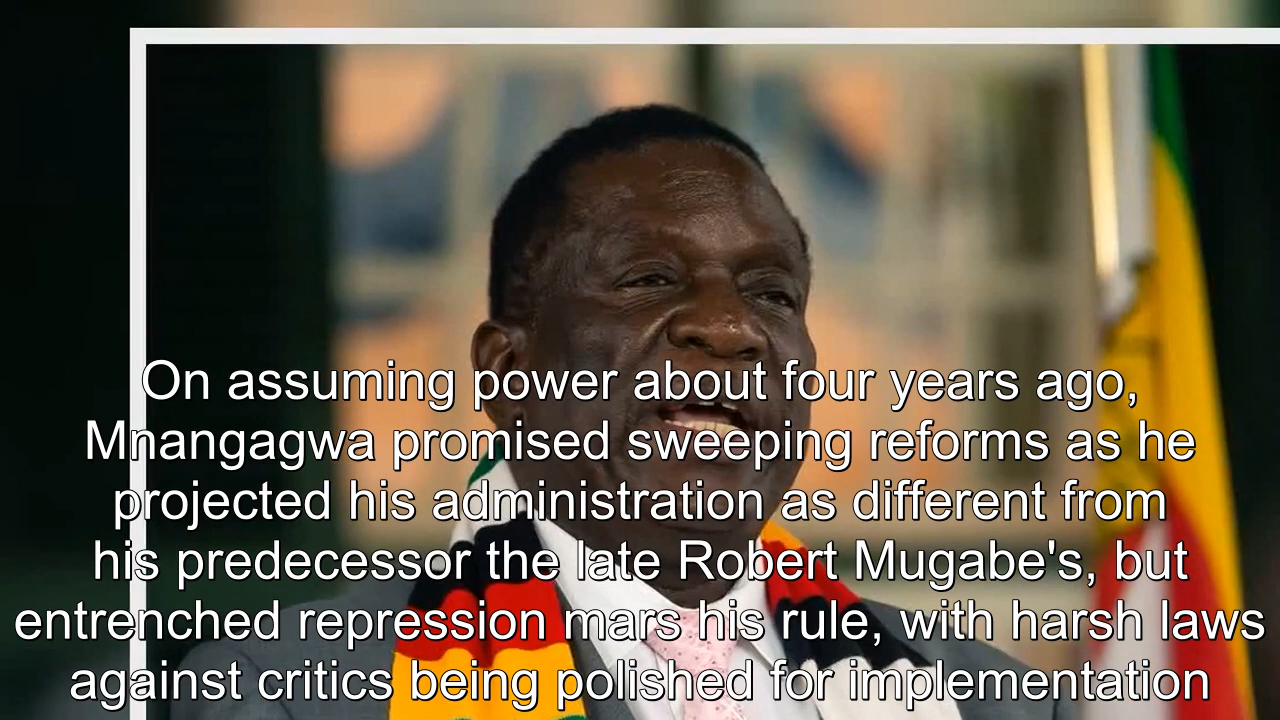 On assuming power about four years ago,
Mnangagwa promised sweeping reforms as he
projected his administration as different from
his predecessor the late Robert Mugabe's, but
entrenched repression mars his rule, with harsh laws
against critics being polished for implementation